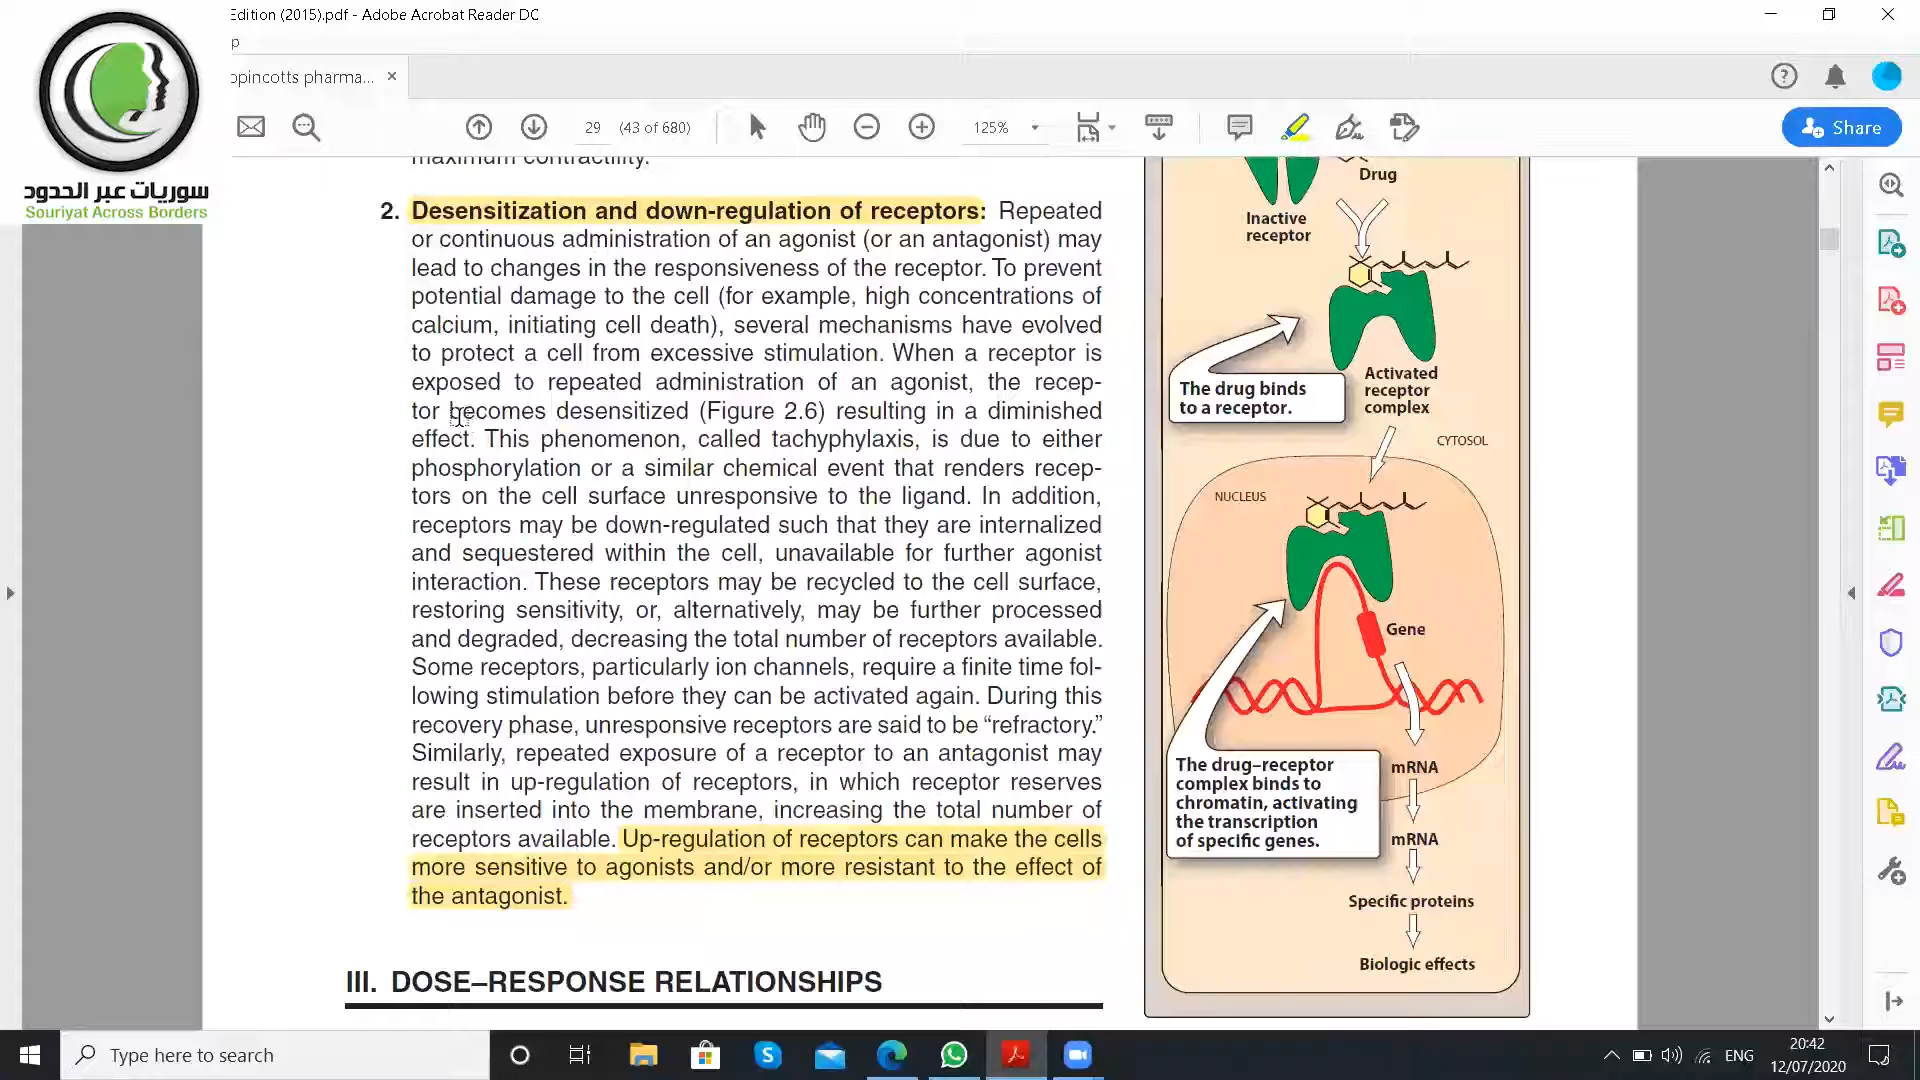 Edition (2015).pdf - Adobe Acrobat Reader DC
p
opincotts pharma...
29 (43 of 680)
125%
Share
سوريات عبر الحدود
Souriyat Across Borders
maximum contractility.
2. Desensitization and down-regulation of receptors: Repeated
or continuous administration of an agonist (or an antagonist) may
lead to changes in the responsiveness of the receptor. To prevent
potential damage to the cell (for example, high concentrations of
calcium, initiating cell death), several mechanisms have evolved
to protect a cell from excessive stimulation. When a receptor is
exposed to repeated administration of an agonist, the recep-
tor becomes desensitized (Figure 2.6) resulting in a diminished
effect. This phenomenon, called tachyphylaxis, is due to either
phosphorylation or a similar chemical event that renders recep-
tors on the cell surface unresponsive to the ligand. In addition,
receptors may be down-regulated such that they are internalized
and sequestered within the cell, unavailable for further agonist
interaction. These receptors may be recycled to the cell surface,
restoring sensitivity, or, alternatively, may be further processed
and degraded, decreasing the total number of receptors available.
Some receptors, particularly ion channels, require a finite time fol-
lowing stimulation before they can be activated again. During this
recovery phase, unresponsive receptors are said to be “refractory.”
Similarly, repeated exposure of a receptor to an antagonist may
result in up-regulation of receptors, in which receptor reserves
are inserted into the membrane, increasing the total number of
receptors available. Up-regulation of receptors can make the cells
more sensitive to agonists and/or more resistant to the effect of
the antagonist.
III. DOSE–RESPONSE RELATIONSHIPS
Drug
Inactive
receptor
The drug binds
to a receptor.
Activated
receptor
complex
CYTOSOL
NUCLEUS
Gene
The drug–receptor
complex binds to
chromatin, activating
the transcription
of specific genes.
mRNA
mRNA
Specific proteins
Biologic effects
Type here to search
ENG
20:42
12/07/2020